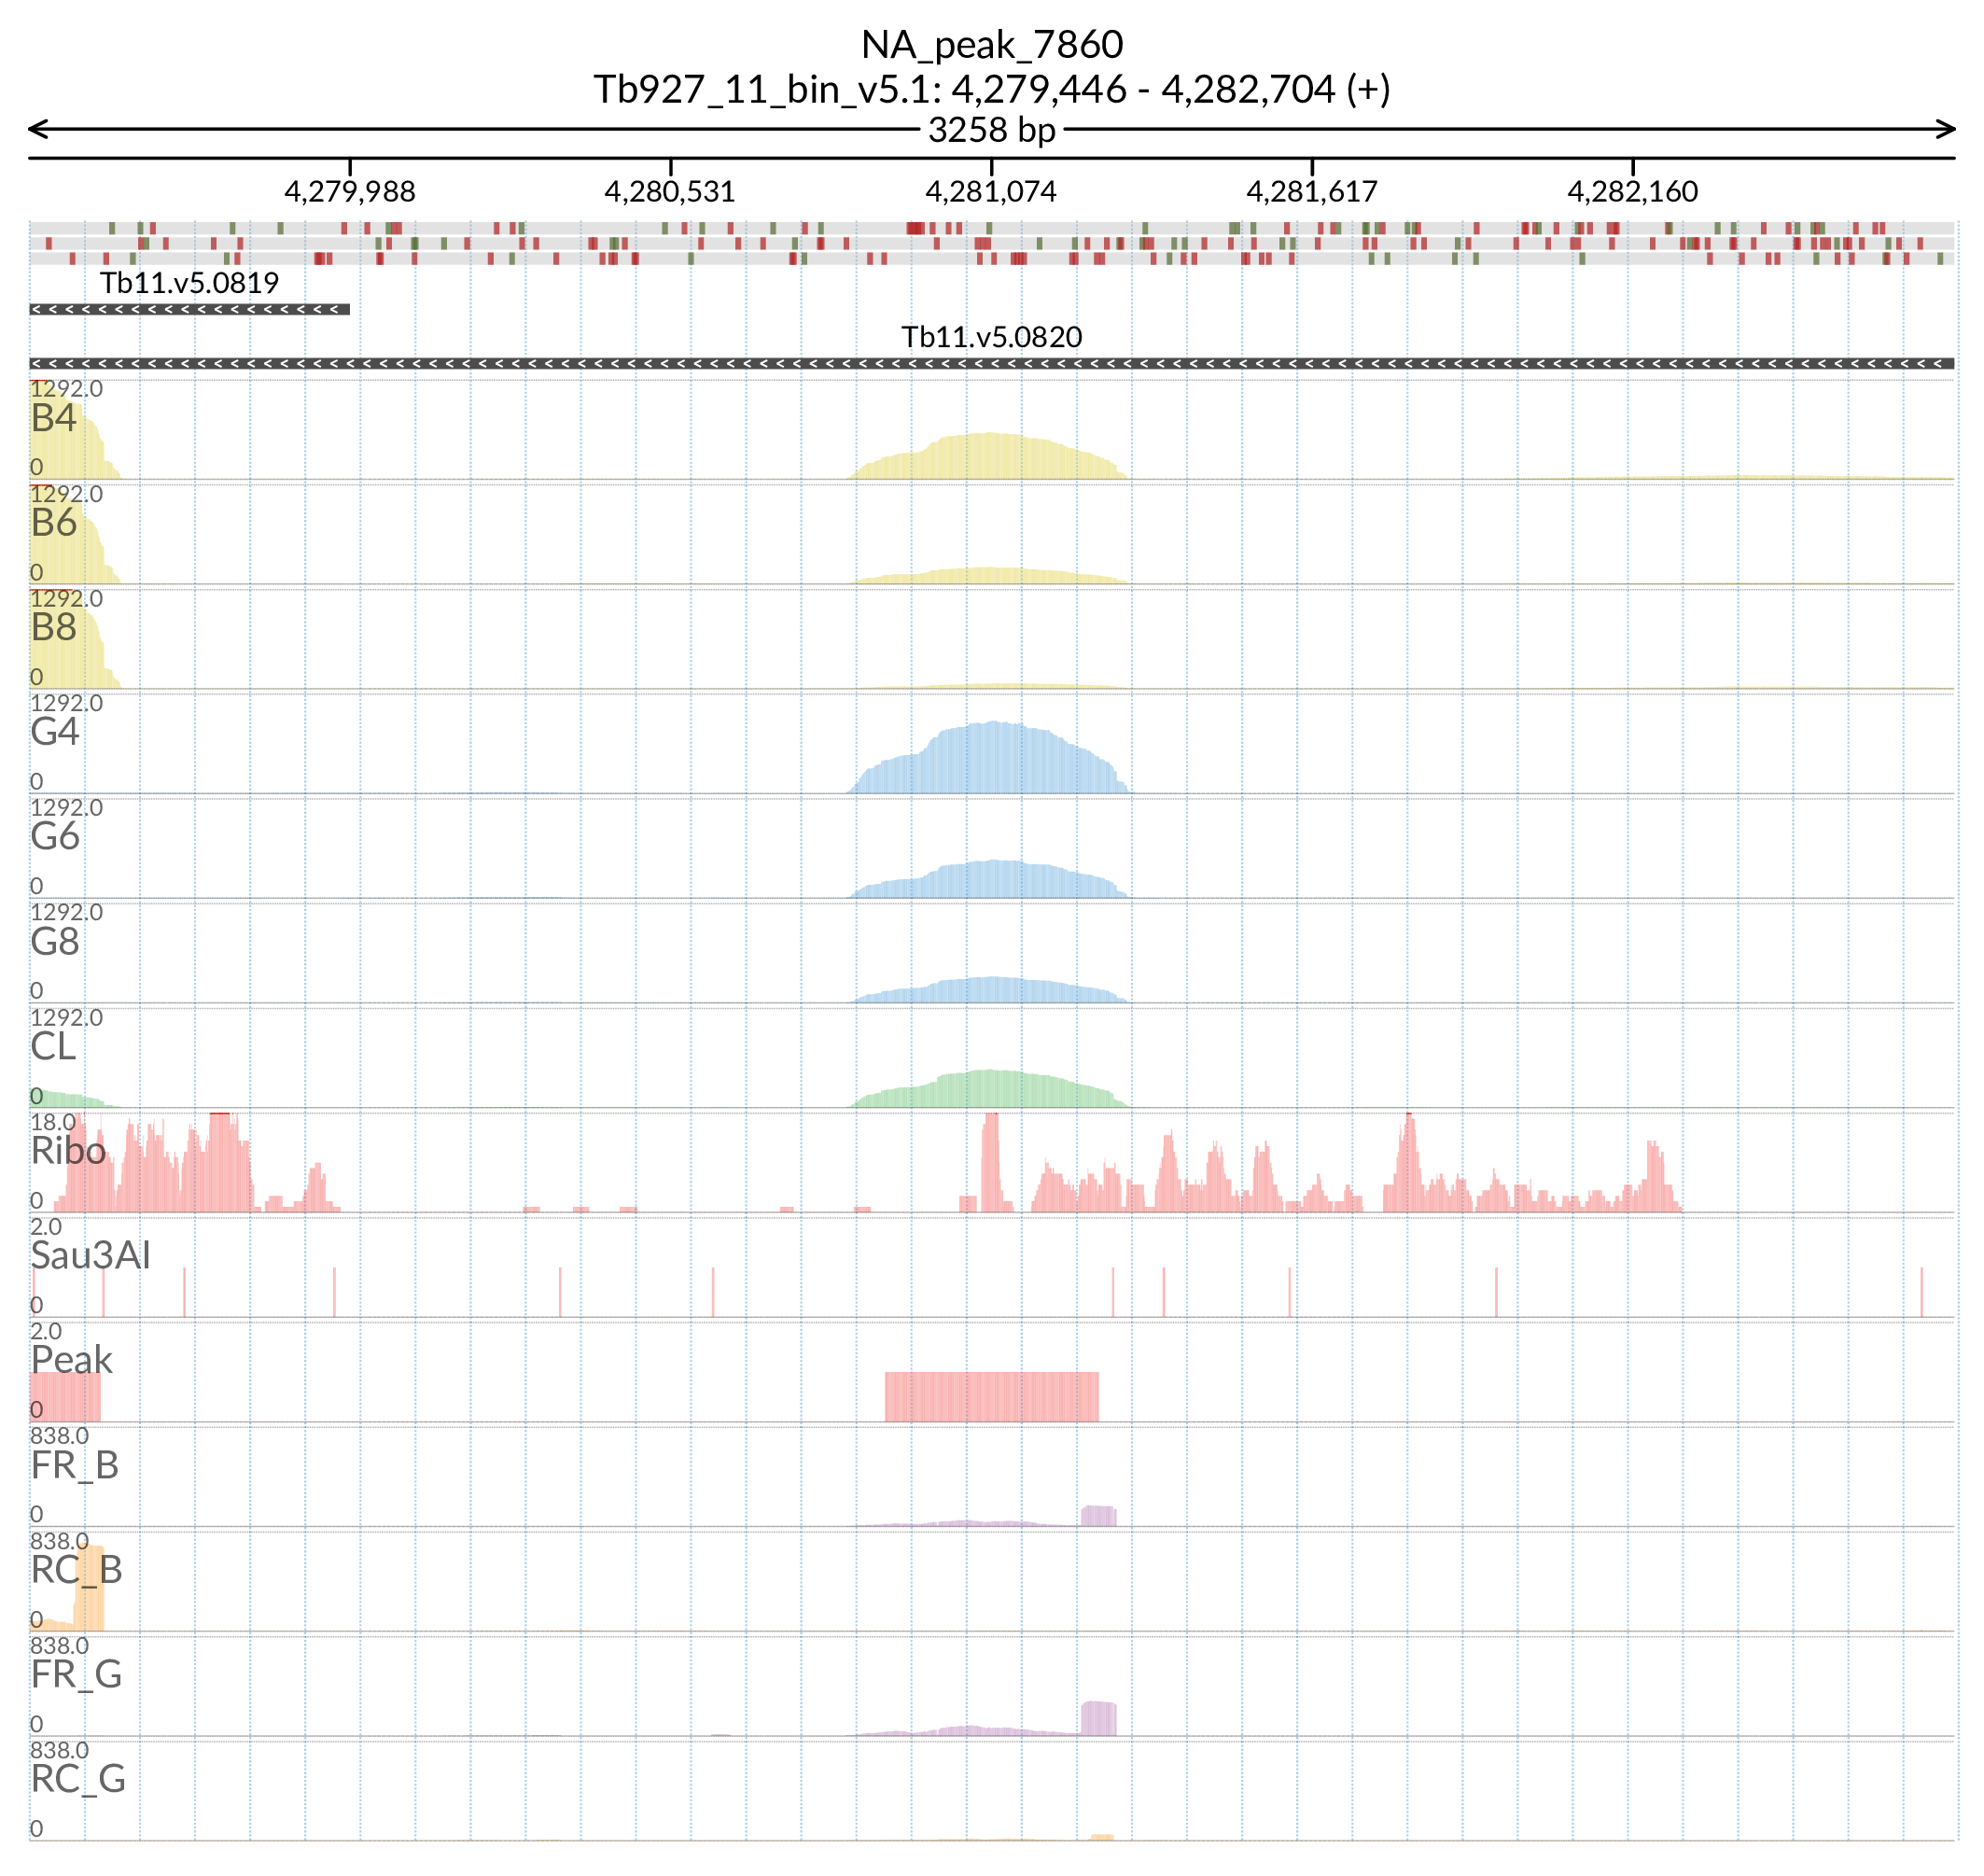 NA_peak_7860
Tb927_11_bin_v5.1: 4,279,446 - 4,282,704 (+)
3258 bp
4,279,988 4,280,531 4,281,074 4,281,617 4,282,160
Tb11.v5.0819
Tb11.v5.0820
1292.0
B4
0
1292.0
B6
0
1292.0
B8
0
1292.0
G4
0
1292.0
G6
0
1292.0
G8
0
1292.0
CL
0
18.0
Ribo
0
2.0
Sau3AI
0
2.0
Peak
0
838.0
FR_B
0
838.0
RC_B
0
838.0
FR_G
0
838.0
RC_G
0